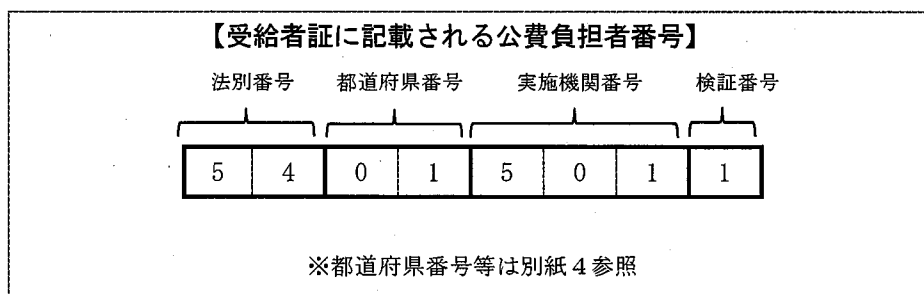 【受給者証に記載される公費負担者番号】
法別番号 都道府県番号 実施機関番号 検証番号
5 4 0 1 5 0 1 1
※都道府県番号等は別紙4参照